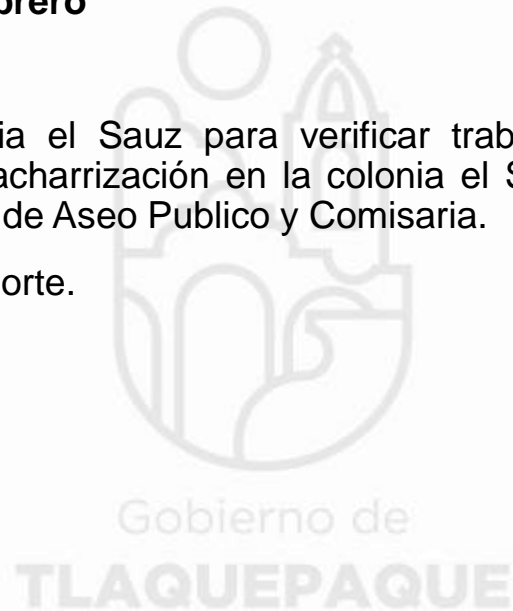 brero
ia el Sauz para verificar trab
acharrización en la colonia el S
de Aseo Publico y Comisaria.
orte.
Gobierno de
TLAQUEPAQUE